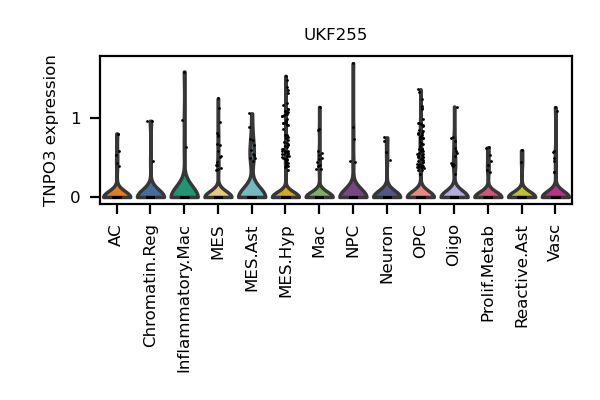 UKF255
TNPO3 expression
1
0
AC
Chromatin.Reg
Inflammatory.Mac
MES
MES.Ast
MES.Hyp
Mac
NPC
Neuron
OPC
Oligo
Prolif.Metab
Reactive.Ast
Vasc